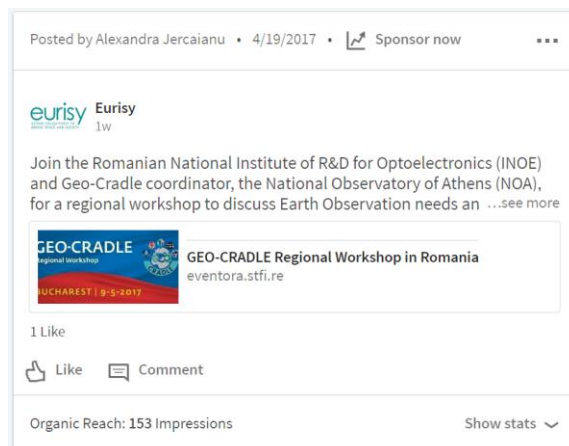 Posted by Alexandra Jercaianu • 4/19/2017 • Sponsor now
eurisy
Eurisy
1w
Join the Romanian National Institute of R&D for Optoelectronics (INOE)
and Geo-Cradle coordinator, the National Observatory of Athens (NOA),
for a regional workshop to discuss Earth Observation needs an ...see more
GEO-CRADLE
Regional Workshop
BUCHAREST | 9-5-2017
GEO-CRADLE Regional Workshop in Romania
eventora.stfi.re
1 Like
Like Comment
Organic Reach: 153 Impressions Show stats